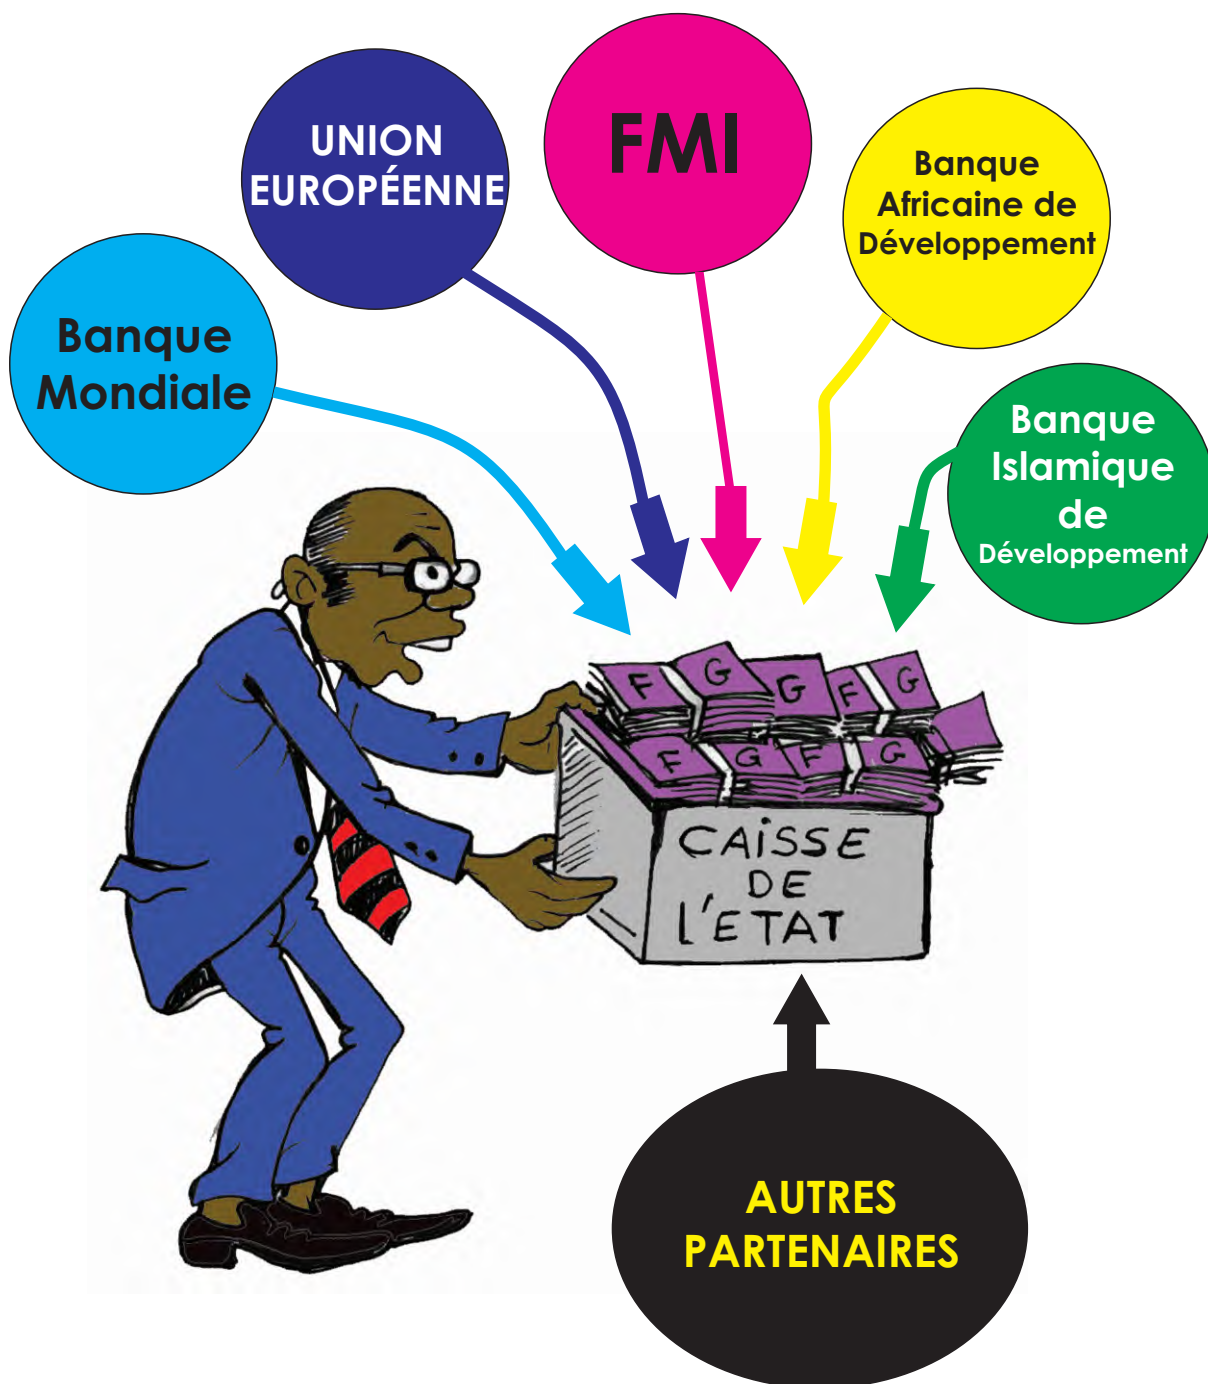 UNION
EUROPÉENNE
FMI
Banque
Africaine de
Développement
Banque
Mondiale
Banque
Islamique
de
Développement
F G G F G
F G F G
CAISSE
DE
L'ETAT
AUTRES
PARTENAIRES